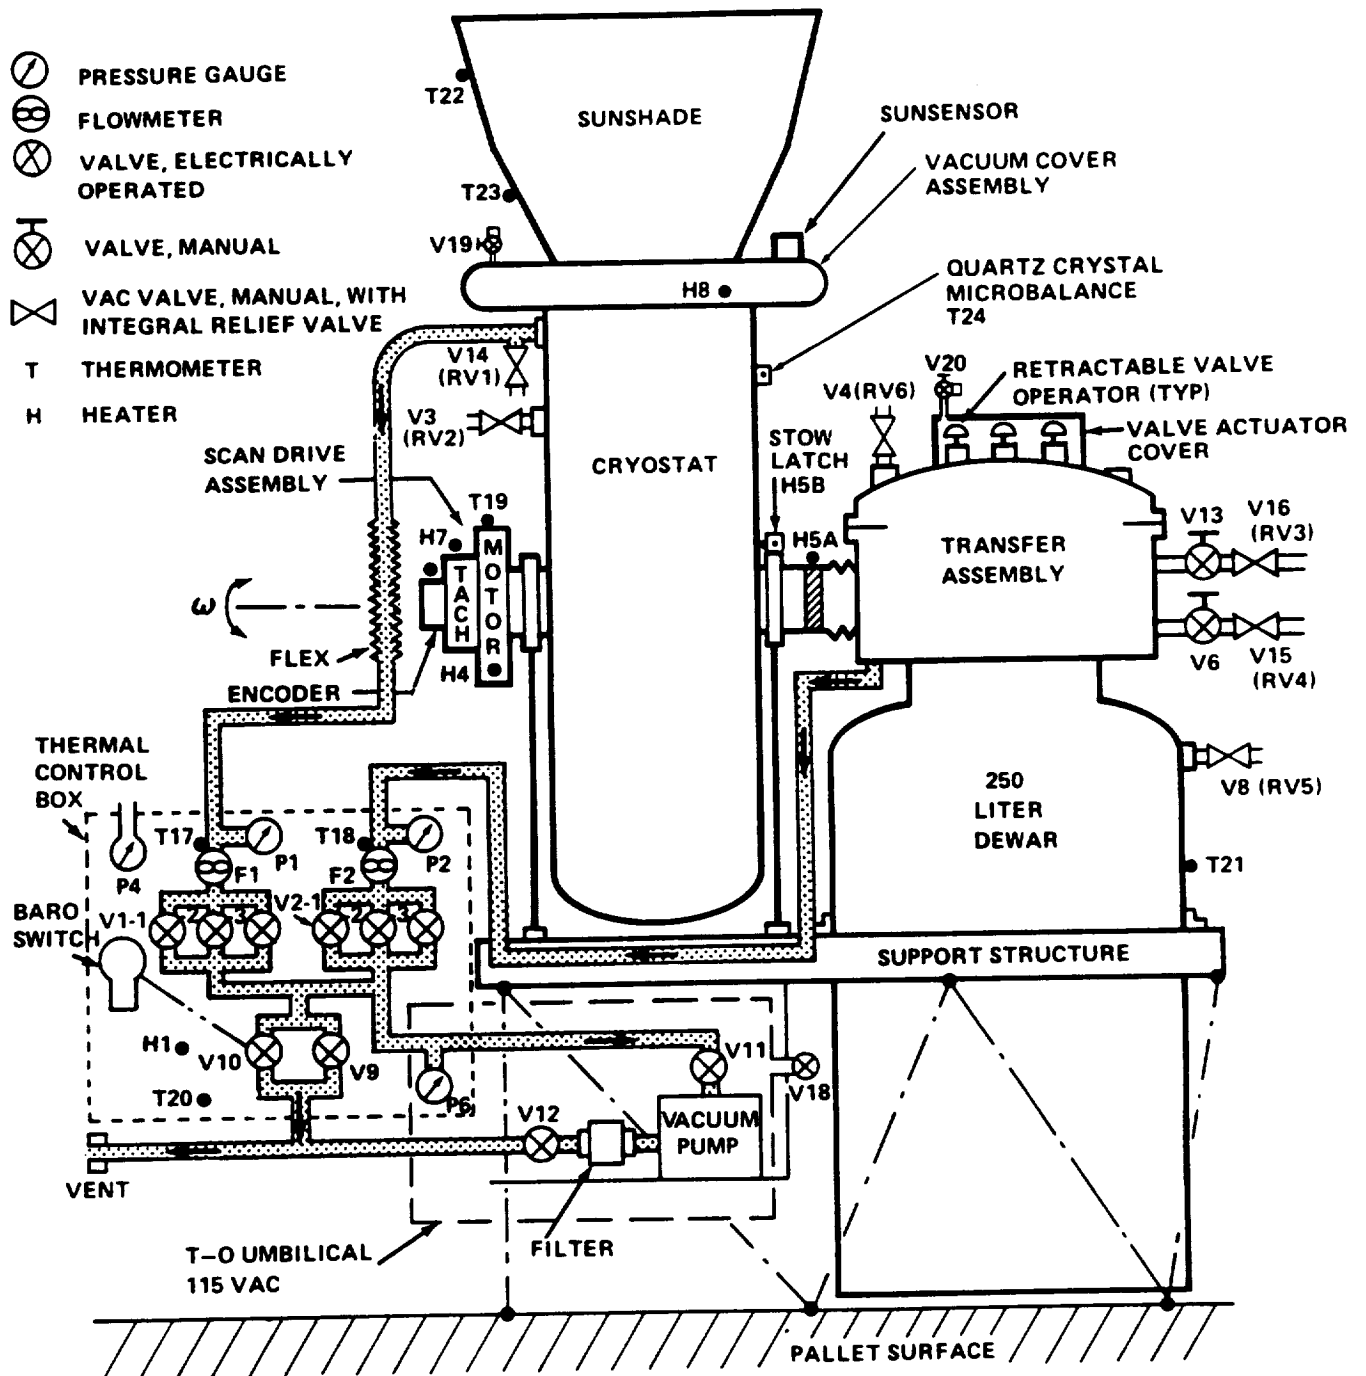 PRESSURE GAUGE
FLOWMETER
VALVE, ELECTRICALLY
OPERATED
VALVE, MANUAL
VAC VALVE, MANUAL, WITH
INTEGRAL RELIEF VALVE
T THERMOMETER
H HEATER
T22
SUNSHADE
SUNSENSOR
VACUUM COVER
ASSEMBLY
T23
V19
H8
QUARTZ CRYSTAL
MICROBALANCE
T24
V14
(RV1)
V3
(RV2)
V4(RV6)
V20
RETRACTABLE VALVE
OPERATOR (TYP)
VALVE ACTUATOR
COVER
SCAN DRIVE
ASSEMBLY
CRYOSTAT
STOW
LATCH
H5B
T19
H7
MOTOR
TACH
H4
H5A
TRANSFER
ASSEMBLY
V13
V16
(RV3)
V6
V15
(RV4)
ω
FLEX
ENCODER
THERMAL
CONTROL
BOX
250
LITER
DEWAR
V8 (RV5)
T21
T17
P1
T18
P2
P4
F1
F2
V1-1
2
3
V2-1
2
3
BARO
SWITCH
SUPPORT STRUCTURE
H1
V10
V9
V11
V18
T20
P6
V12
VACUUM
PUMP
VENT
FILTER
T-O UMBILICAL
115 VAC
PALLET SURFACE